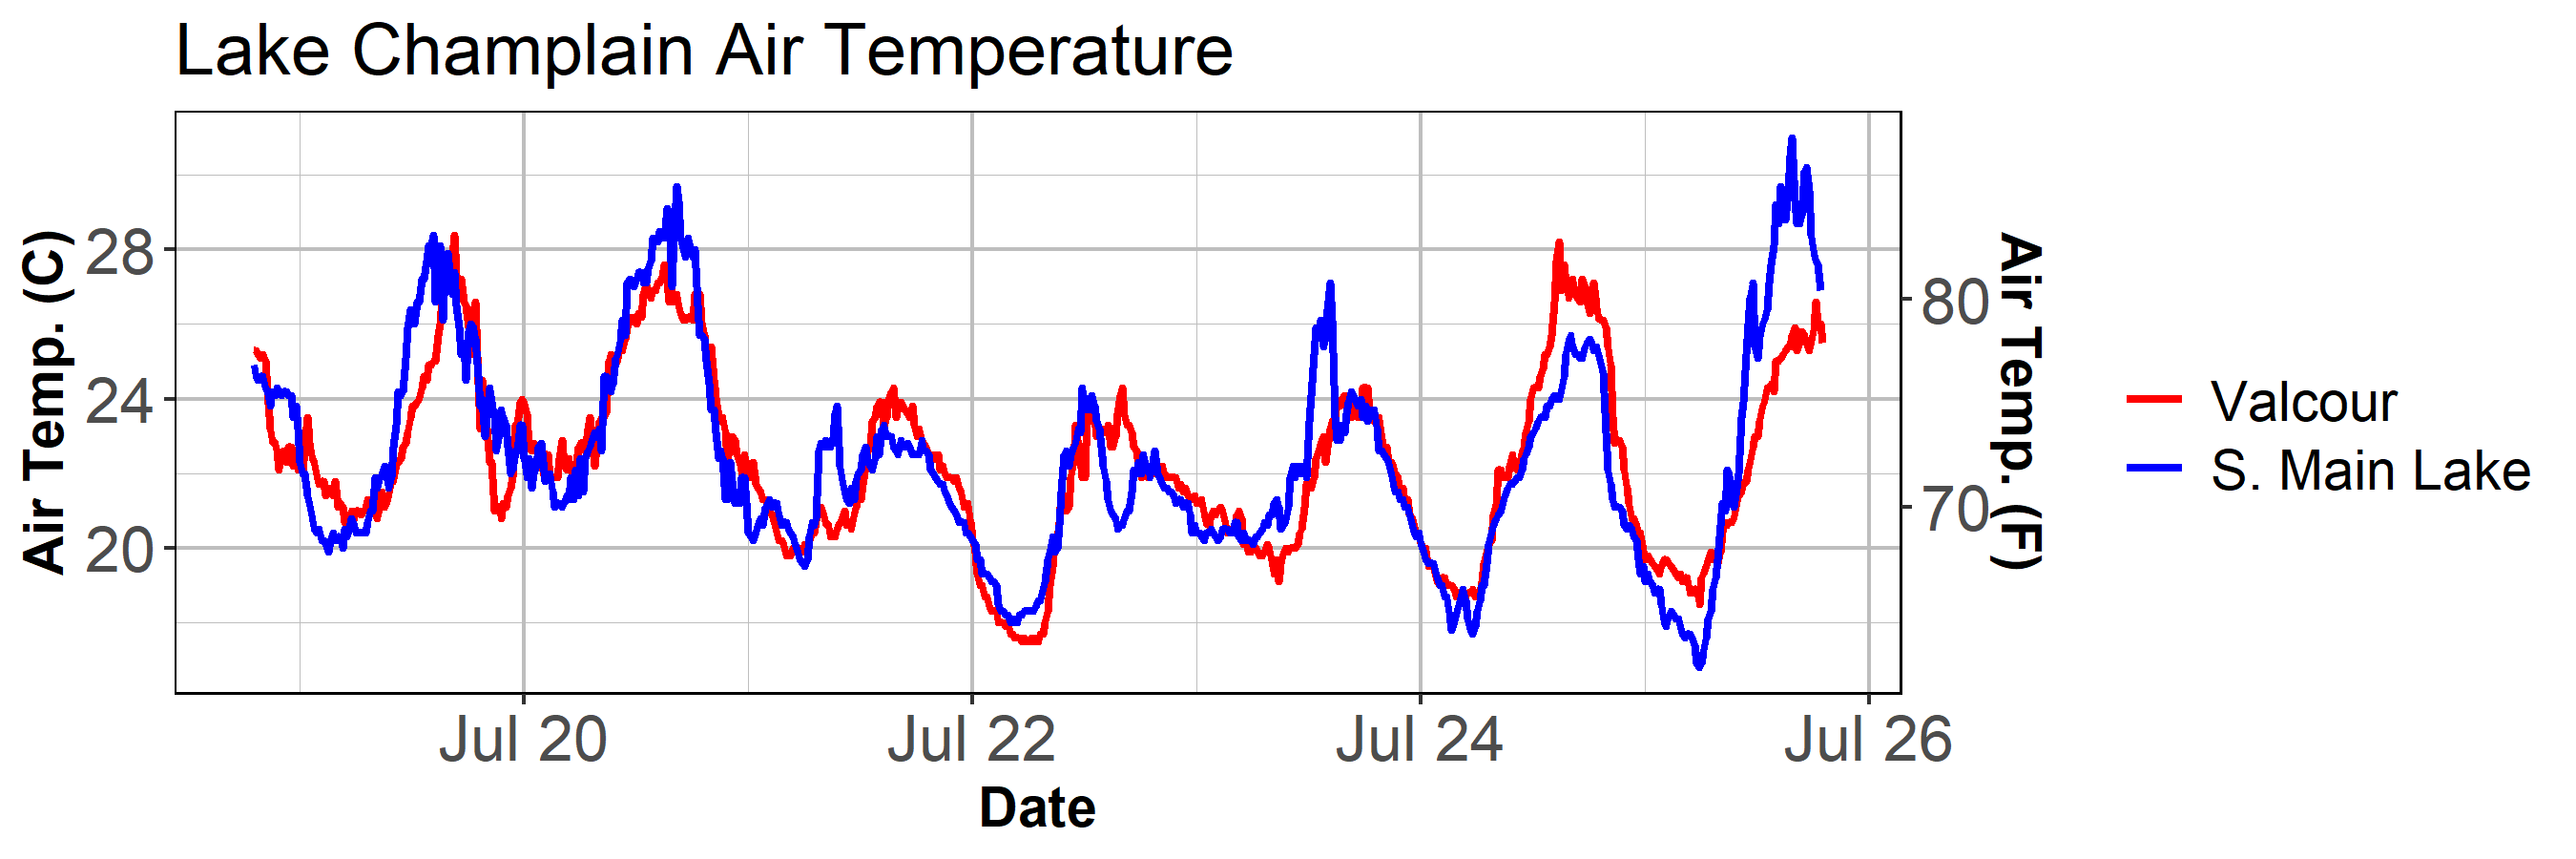 Lake Champlain Air Temperature
Air Temp. (C)
28
24
20
80
70
Air Temp. (F)
Jul 20
Jul 22
Jul 24
Jul 26
Date
Valcour
S. Main Lake